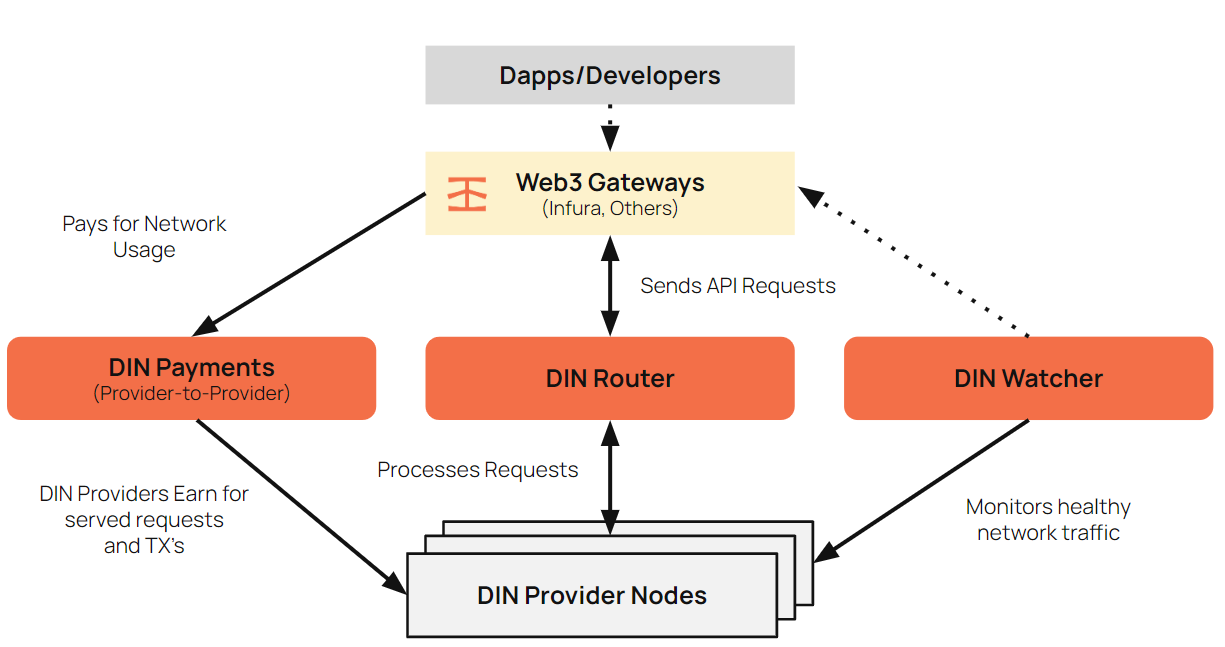 Dapps/Developers
Web3 Gateways
(Infura, Others)
Pays for Network
Usage
Sends API Requests
DIN Payments
(Provider-to-Provider)
DIN Router
DIN Watcher
Processes Requests
DIN Providers Earn for
served requests
and TX's
Monitors healthy
network traffic
DIN Provider Nodes